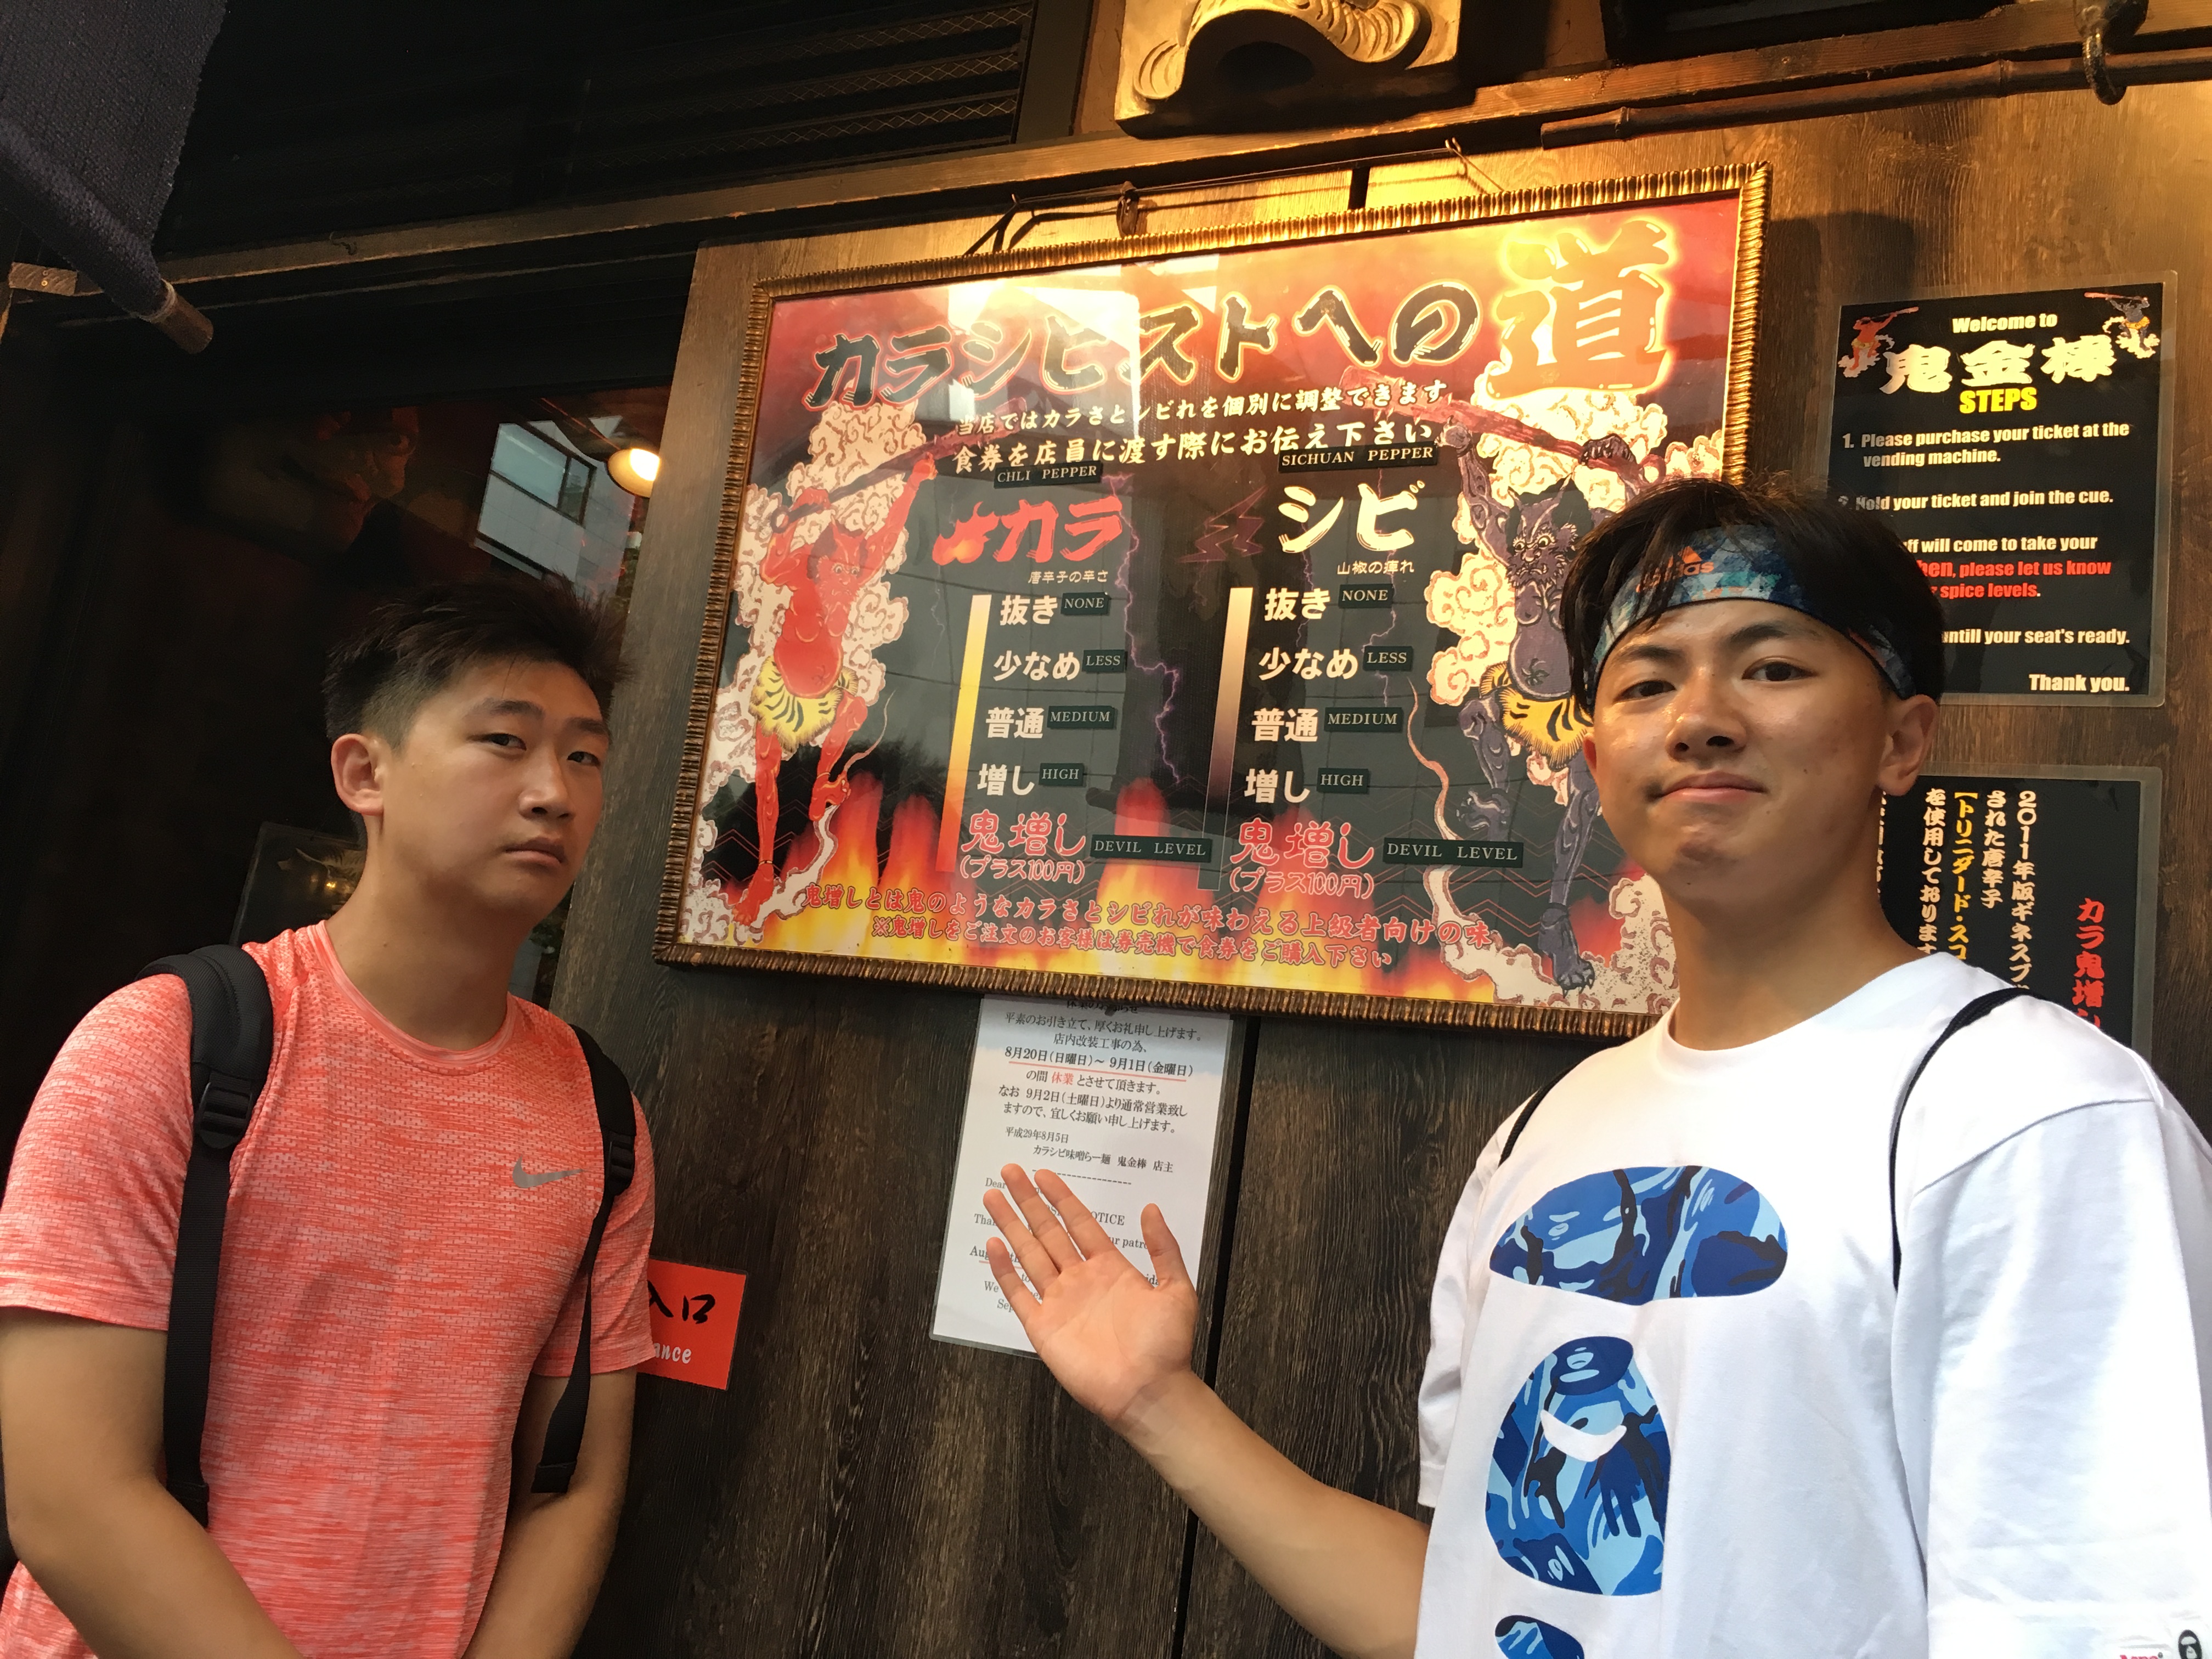 カラシビストへの道
当店ではカラさとシビれを個別に調整できます
食券を店員に渡す際にお伝え下さい
CHLI PEPPER
カラ
唐辛子の辛さ
抜き NONE
少なめ LESS
普通 MEDIUM
増し HIGH
鬼増し DEVIL LEVEL
(プラス100円)
SICHUAN PEPPER
シビ
山椒の痺れ
抜き NONE
少なめ LESS
普通 MEDIUM
増し HIGH
鬼増し DEVIL LEVEL
(プラス100円)
鬼増しとは鬼のようなカラさとシビれが味わえる上級者向けの味
※鬼増しをご注文のお客様は券売機で食券をご購入下さい
Welcome to
鬼金棒
STEPS
1. Please purchase your ticket at the
vending machine.
Hold your ticket and join the cue.
will come to take your
please let us know
spice levels.
untill your seat's ready.
Thank you.
カラ鬼増し
2011年版ギネスブ
された唐辛子
【トリニダード・スコ
を使用しております
平素のお引き立て、厚くお礼申し上げます。
店内改装工事の為、
8月20日(日曜日)～ 9月1日(金曜日)
の間 休業 とさせて頂きます。
なお 9月2日(土曜日)より通常営業致し
ますので、宜しくお願い申し上げます。
平成29年8月5日
カラシビ味噌らー麺 鬼金棒 店主
Dear
NOTICE
We
入口
adidas